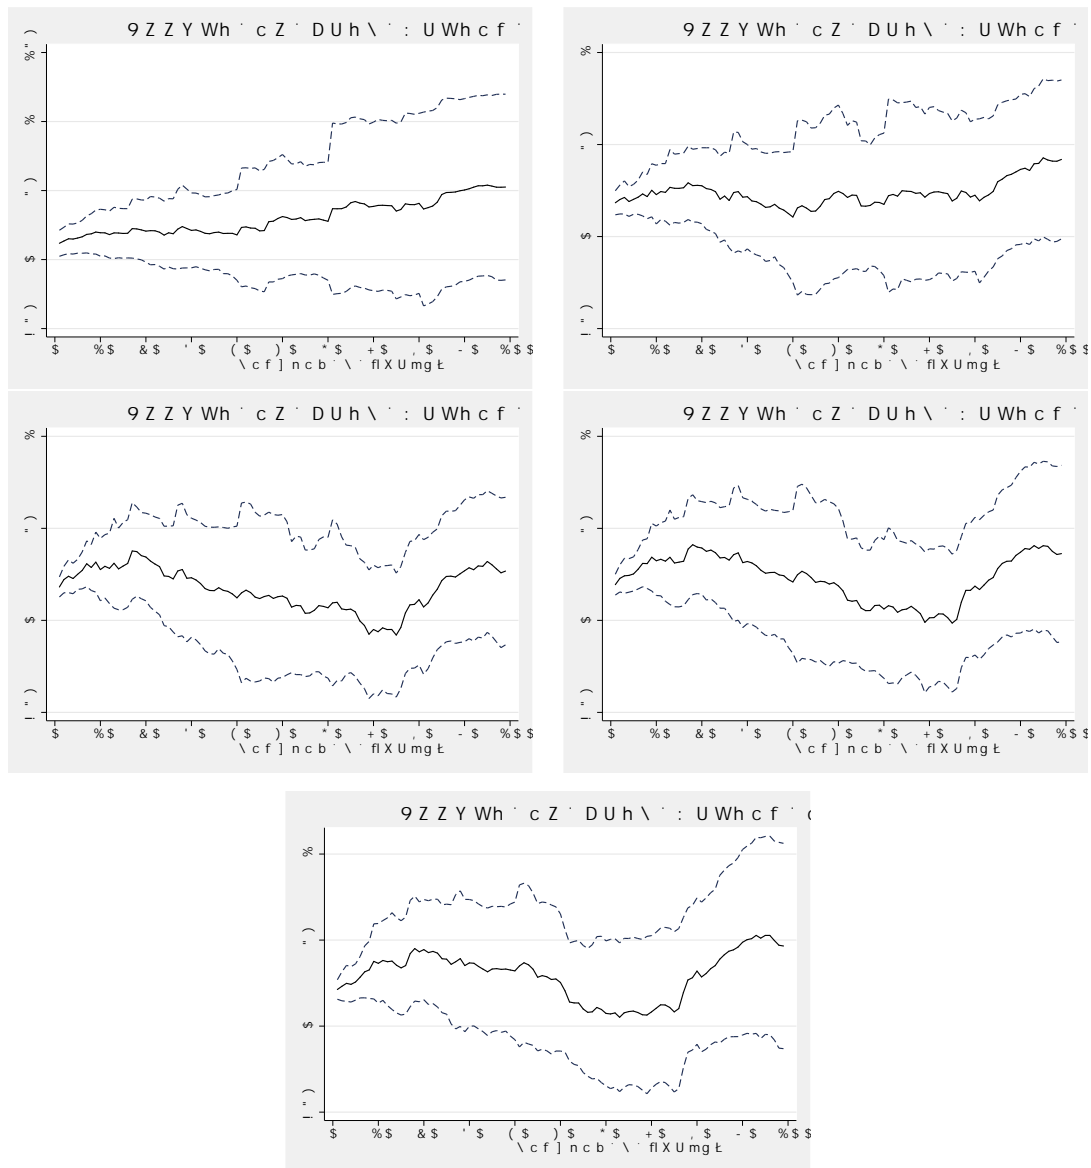 9ZZYWh˙cZ˙DUh\˙:UWhcf˙
%")
%
")
$
!")
$ %$ &$ '$ ($ )$ *$ +$ ,$ -$ %$$
\cf]ncb˙\˙flXUmgŁ
9ZZYWh˙cZ˙DUh\˙:UWhcf˙
%
")
$
!")
$ %$ &$ '$ ($ )$ *$ +$ ,$ -$ %$$
\cf]ncb˙\˙flXUmgŁ
9ZZYWh˙cZ˙DUh\˙:UWhcf˙
%
")
$
!")
$ %$ &$ '$ ($ )$ *$ +$ ,$ -$ %$$
\cf]ncb˙\˙flXUmgŁ
9ZZYWh˙cZ˙DUh\˙:UWhcf˙
%
")
$
!")
$ %$ &$ '$ ($ )$ *$ +$ ,$ -$ %$$
\cf]ncb˙\˙flXUmgŁ
9ZZYWh˙cZ˙DUh\˙:UWhcf˙
%
")
$
!")
$ %$ &$ '$ ($ )$ *$ +$ ,$ -$ %$$
\cf]ncb˙\˙flXUmgŁ